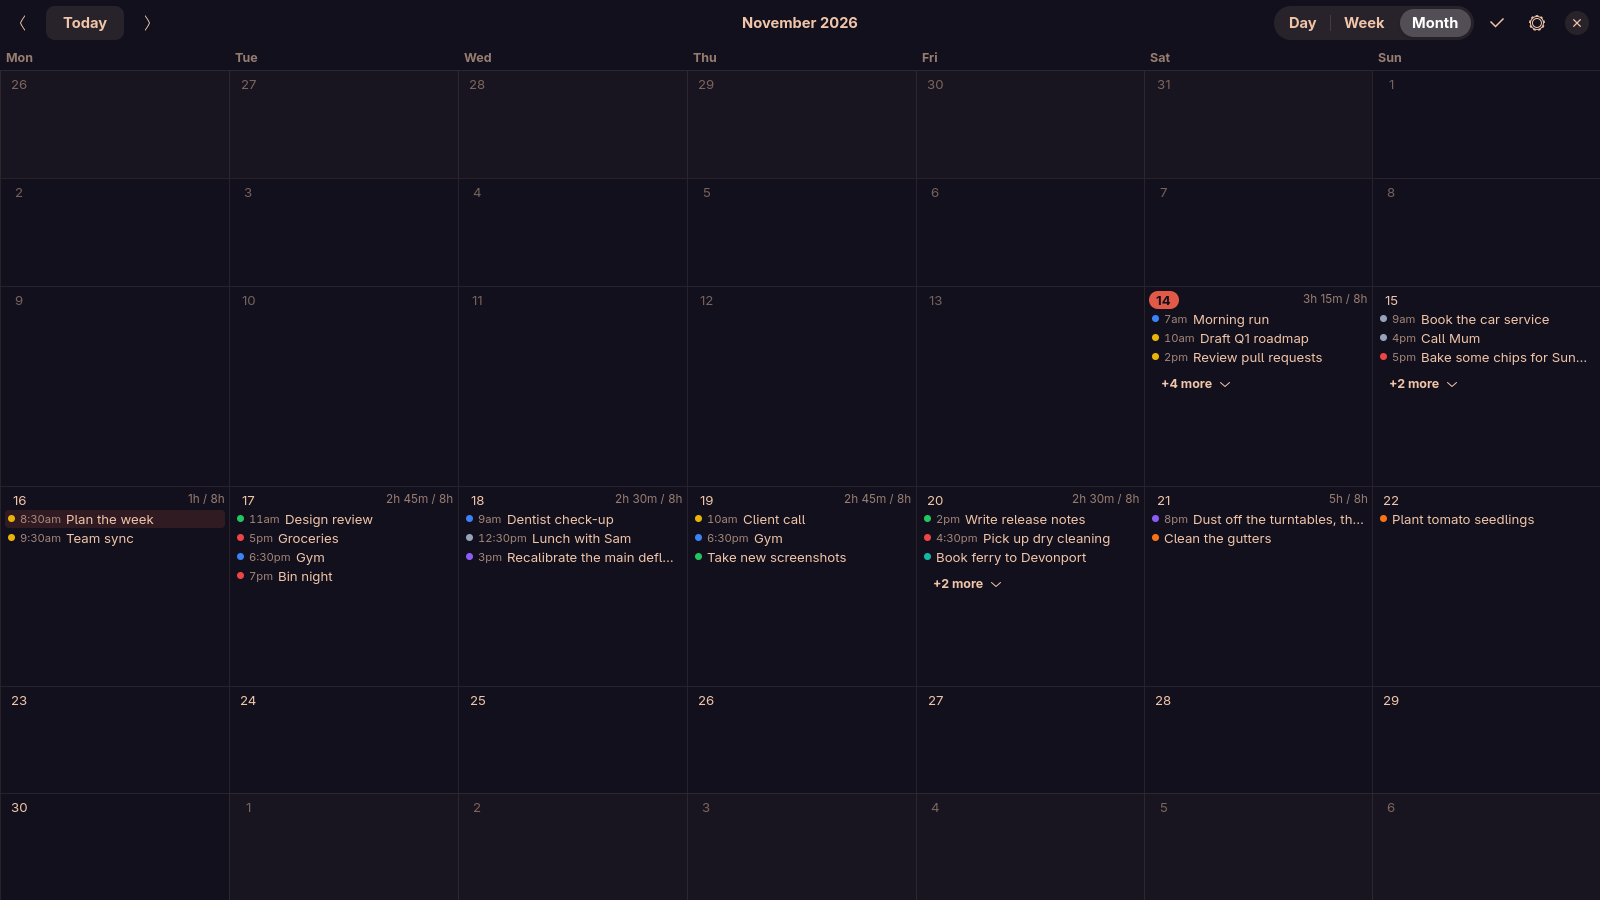 Today
November 2026
Day Week Month
Mon Tue Wed Thu Fri Sat Sun
26 27 28 29 30 31 1
2 3 4 5 6 7 8
9 10 11 12 13
14 3h 15m / 8h
7am Morning run
10am Draft Q1 roadmap
2pm Review pull requests
+4 more
15
9am Book the car service
4pm Call Mum
5pm Bake some chips for Sun...
+2 more
16 1h / 8h
8:30am Plan the week
9:30am Team sync
17 2h 45m / 8h
11am Design review
5pm Groceries
6:30pm Gym
7pm Bin night
18 2h 30m / 8h
9am Dentist check-up
12:30pm Lunch with Sam
3pm Recalibrate the main defl...
19 2h 45m / 8h
10am Client call
6:30pm Gym
Take new screenshots
20 2h 30m / 8h
2pm Write release notes
4:30pm Pick up dry cleaning
Book ferry to Devonport
+2 more
21 5h / 8h
8pm Dust off the turntables, th...
Clean the gutters
22
Plant tomato seedlings
23 24 25 26 27 28 29
30 1 2 3 4 5 6